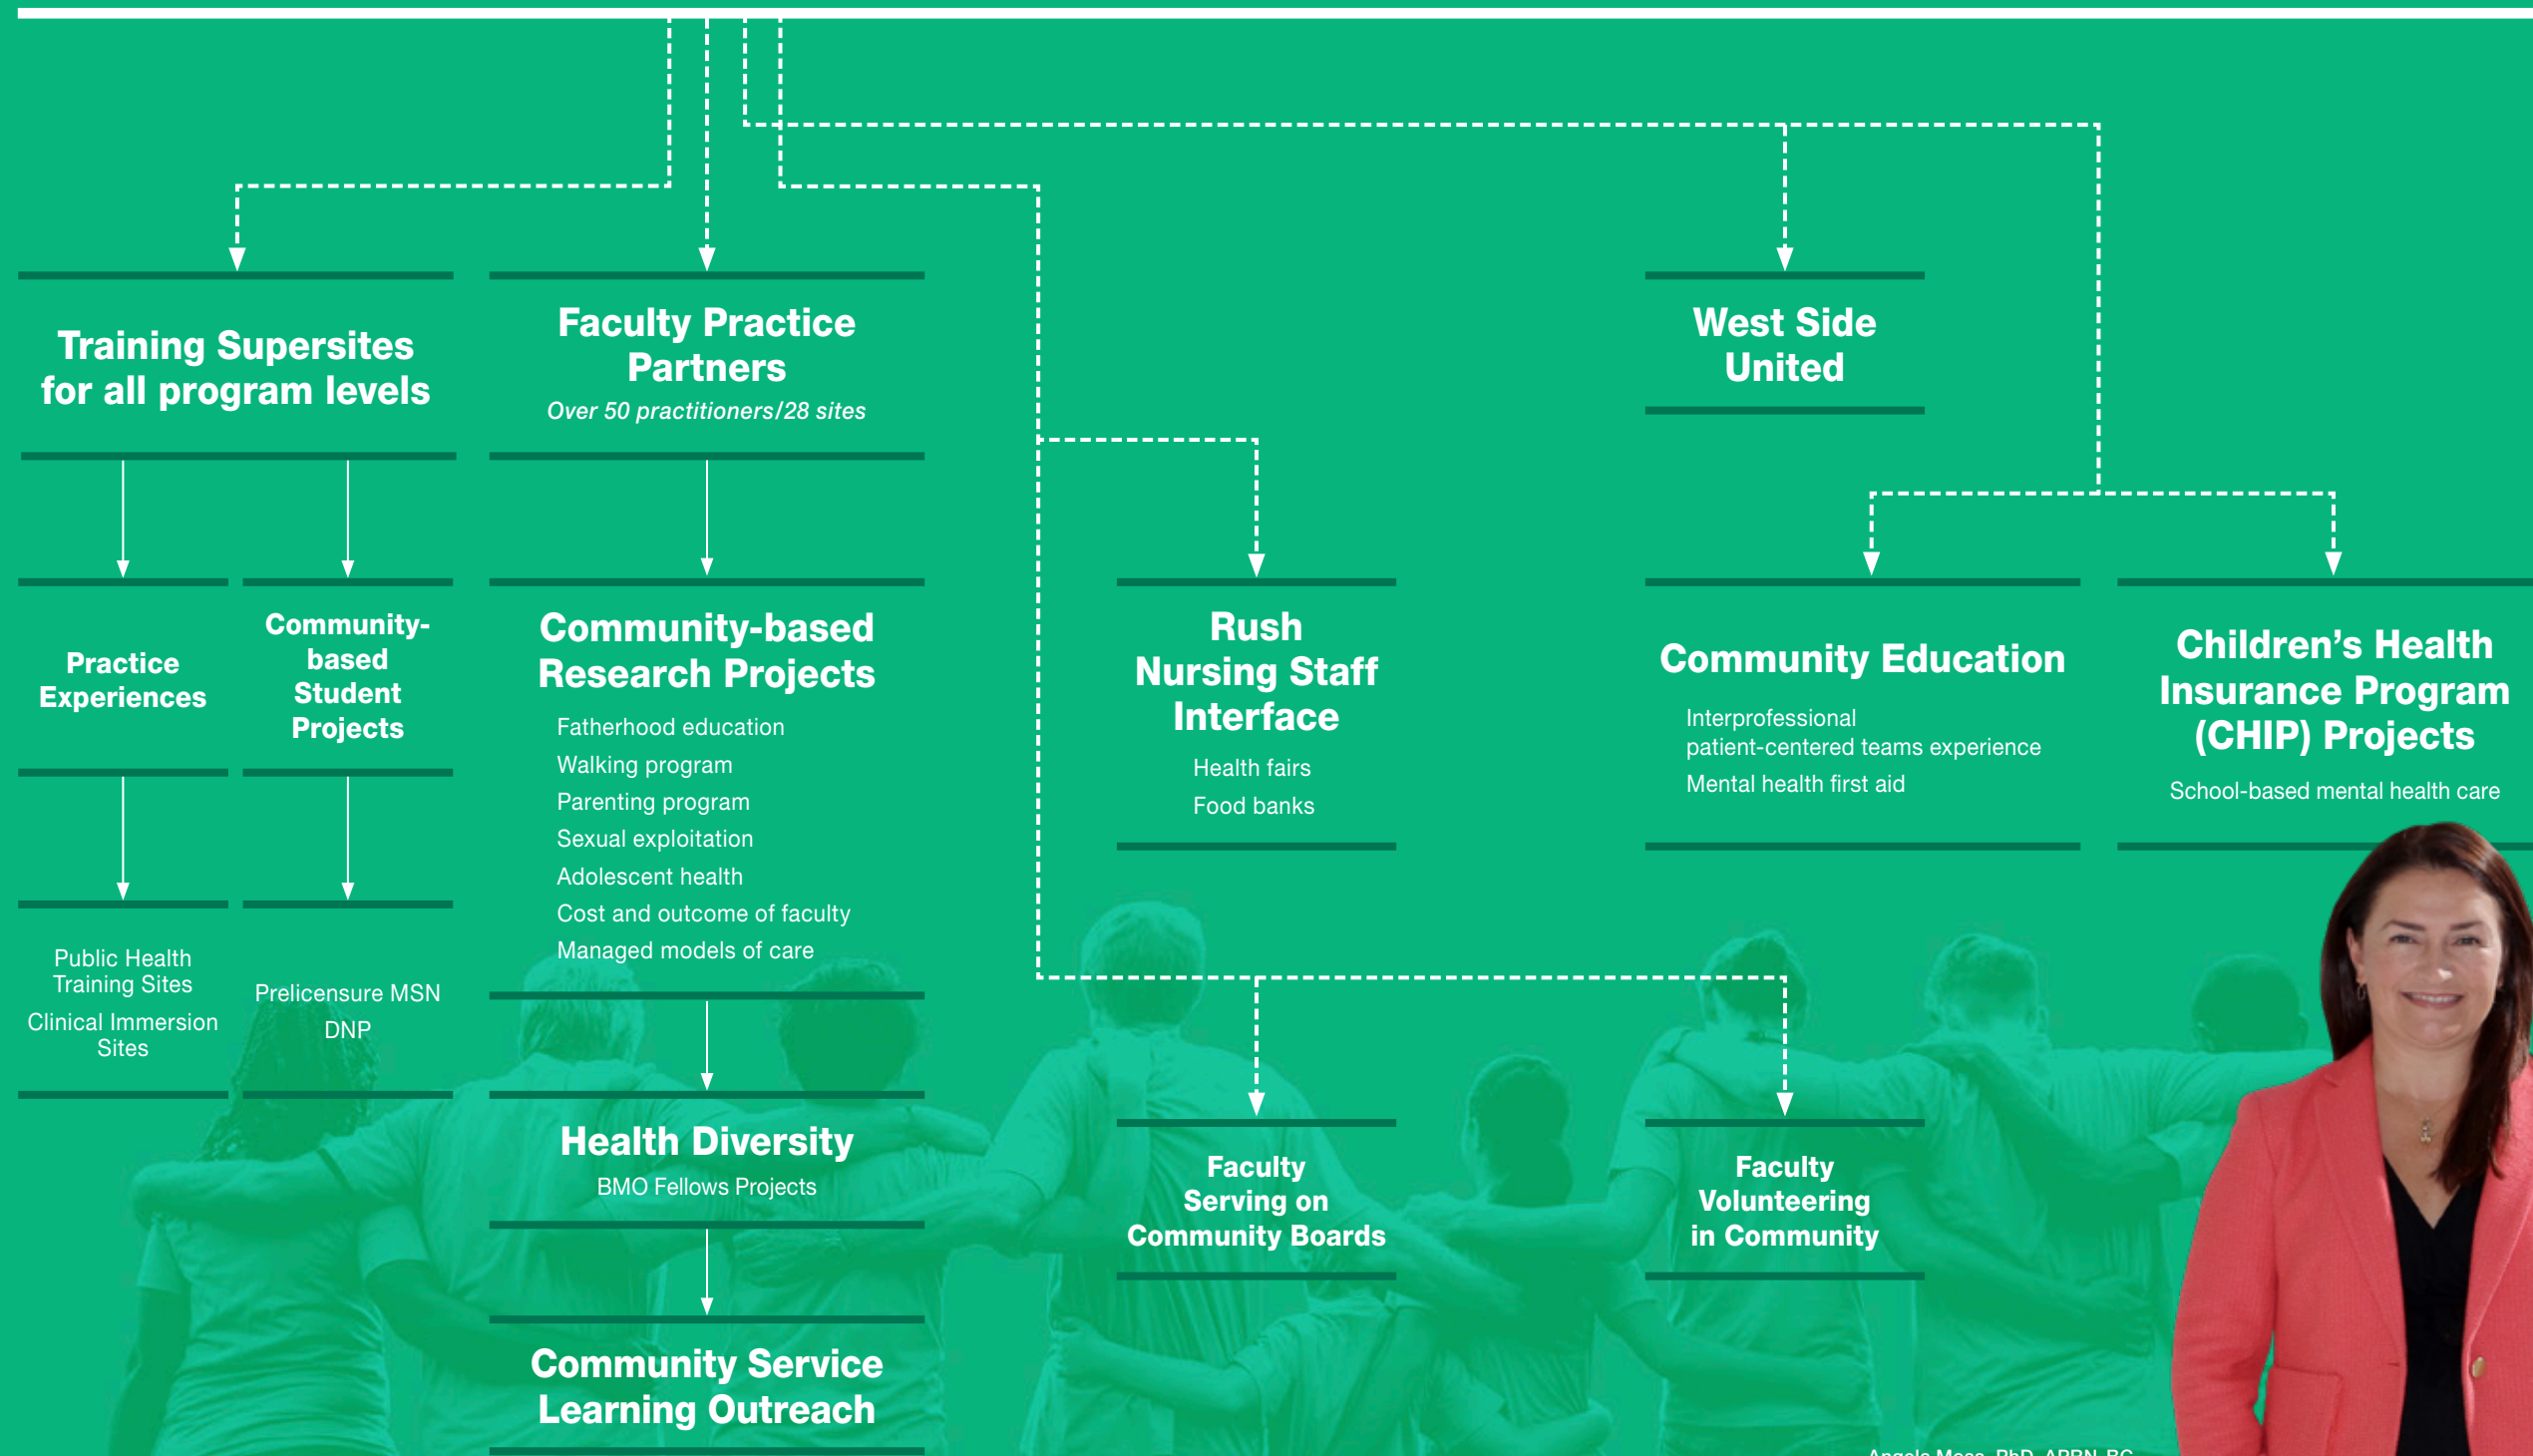 Training Supersites
for all program levels
Faculty Practice
Partners
Over 50 practitioners/28 sites
West Side
United
Practice
Experiences
Community-
based
Student
Projects
Community-based
Research Projects
Fatherhood education
Walking program
Parenting program
Sexual exploitation
Adolescent health
Cost and outcome of faculty
Managed models of care
Rush
Nursing Staff
Interface
Health fairs
Food banks
Community Education
Interprofessional
patient-centered teams experience
Mental health first aid
Children’s Health
Insurance Program
(CHIP) Projects
School-based mental health care
Public Health
Training Sites
Clinical Immersion
Sites
Prelicensure MSN
DNP
Health Diversity
BMO Fellows Projects
Faculty
Serving on
Community Boards
Faculty
Volunteering
in Community
Community Service
Learning Outreach
Angela Moss, PhD, APRN-BC